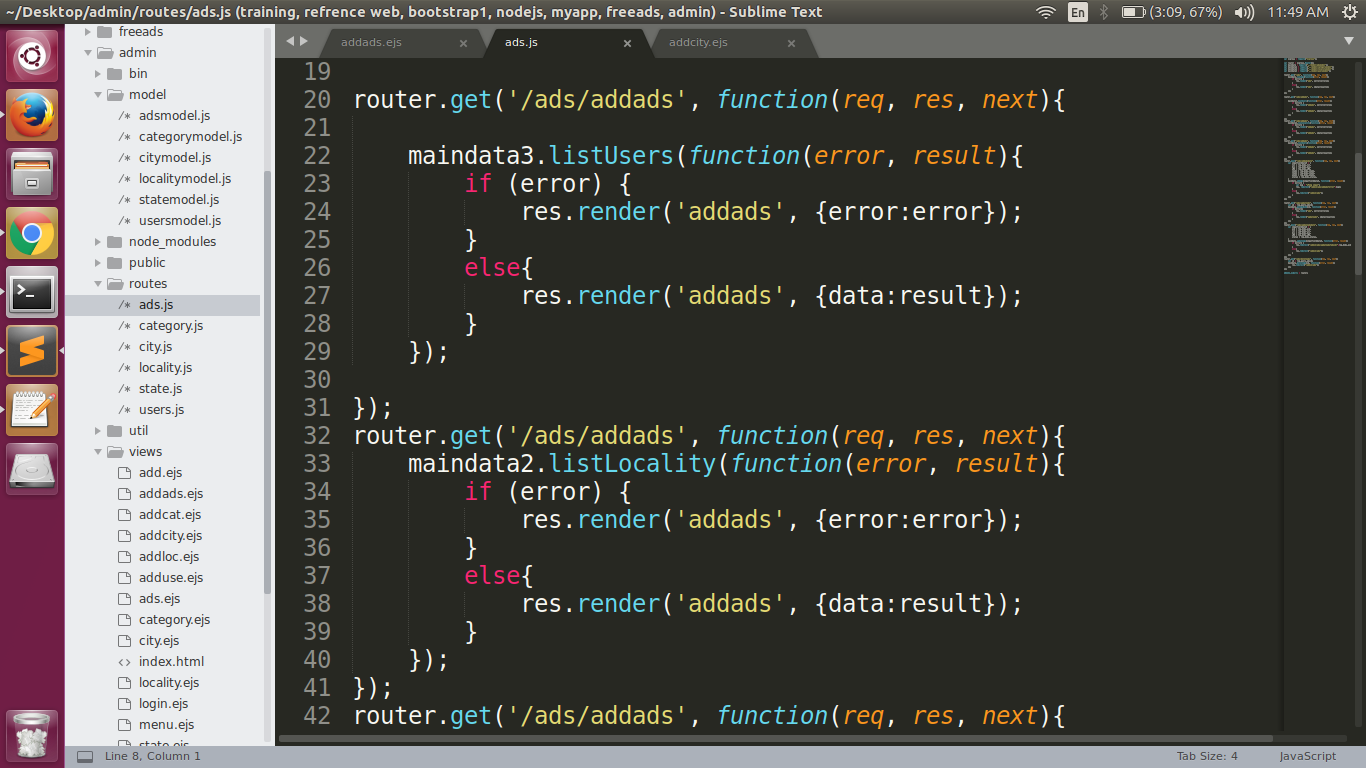 ~/Desktop/admin/routes/ads.js (training, refrence web, bootstrap1, nodejs, myapp, freeads, admin) - Sublime Text
En
(3:09, 67%)
11:49 AM
freeads
admin
bin
model
/* adsmodel.js
/* categorymodel.js
/* citymodel.js
/* localitymodel.js
/* statemodel.js
/* usersmodel.js
node_modules
public
routes
/* ads.js
/* category.js
/* city.js
/* locality.js
/* state.js
/* users.js
util
views
add.ejs
addads.ejs
addcat.ejs
addcity.ejs
addloc.ejs
adduse.ejs
ads.ejs
category.ejs
city.ejs
<> index.html
locality.ejs
login.ejs
menu.ejs
state.ejs
addads.ejs ×
ads.js ×
addcity.ejs ×
19
20 router.get('/ads/addads', function(req, res, next){
21
22 maindata3.listUsers(function(error, result){
23 if (error) {
24 res.render('addads', {error:error});
25 }
26 else{
27 res.render('addads', {data:result});
28 }
29 });
30
31 });
32 router.get('/ads/addads', function(req, res, next){
33 maindata2.listLocality(function(error, result){
34 if (error) {
35 res.render('addads', {error:error});
36 }
37 else{
38 res.render('addads', {data:result});
39 }
40 });
41 });
42 router.get('/ads/addads', function(req, res, next){
Line 8, Column 1
Tab Size: 4
JavaScript